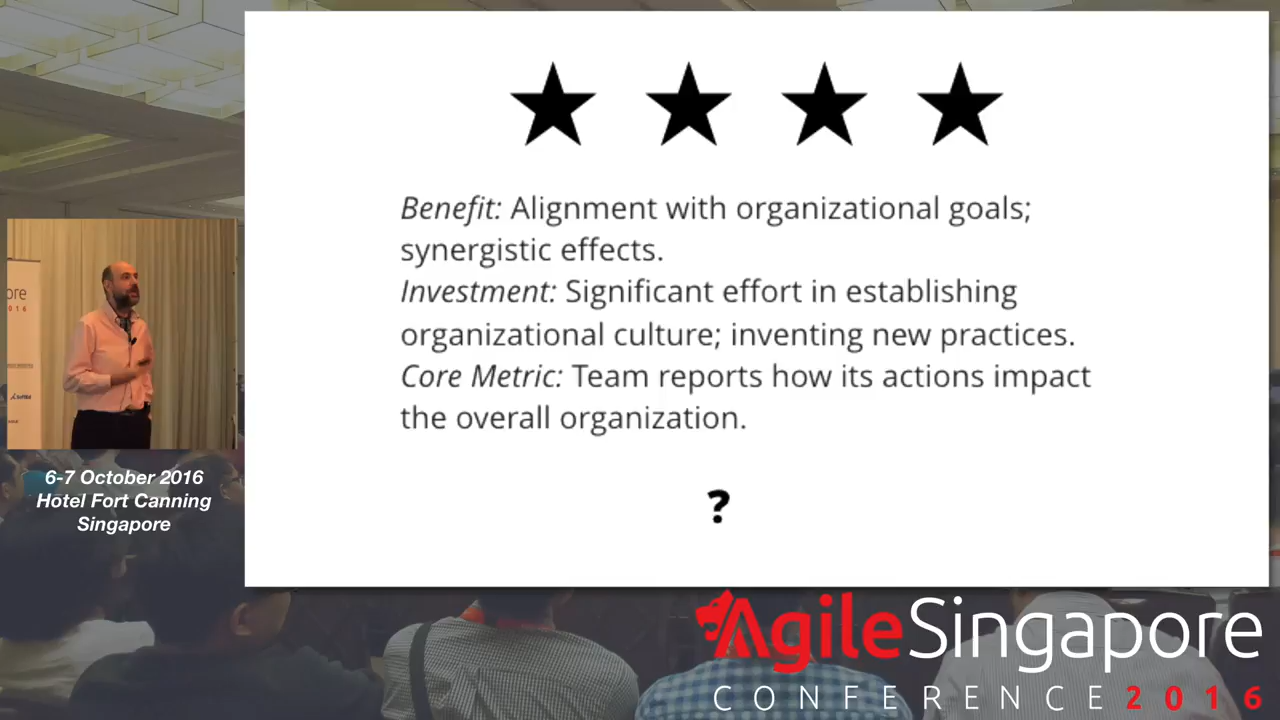 Benefit: Alignment with organizational goals;
synergistic effects.
Investment: Significant effort in establishing
organizational culture; inventing new practices.
Core Metric: Team reports how its actions impact
the overall organization.
?
ore
016
6-7 October 2016
Hotel Fort Canning
Singapore
AgileSingapore
CONFERENCE 2016